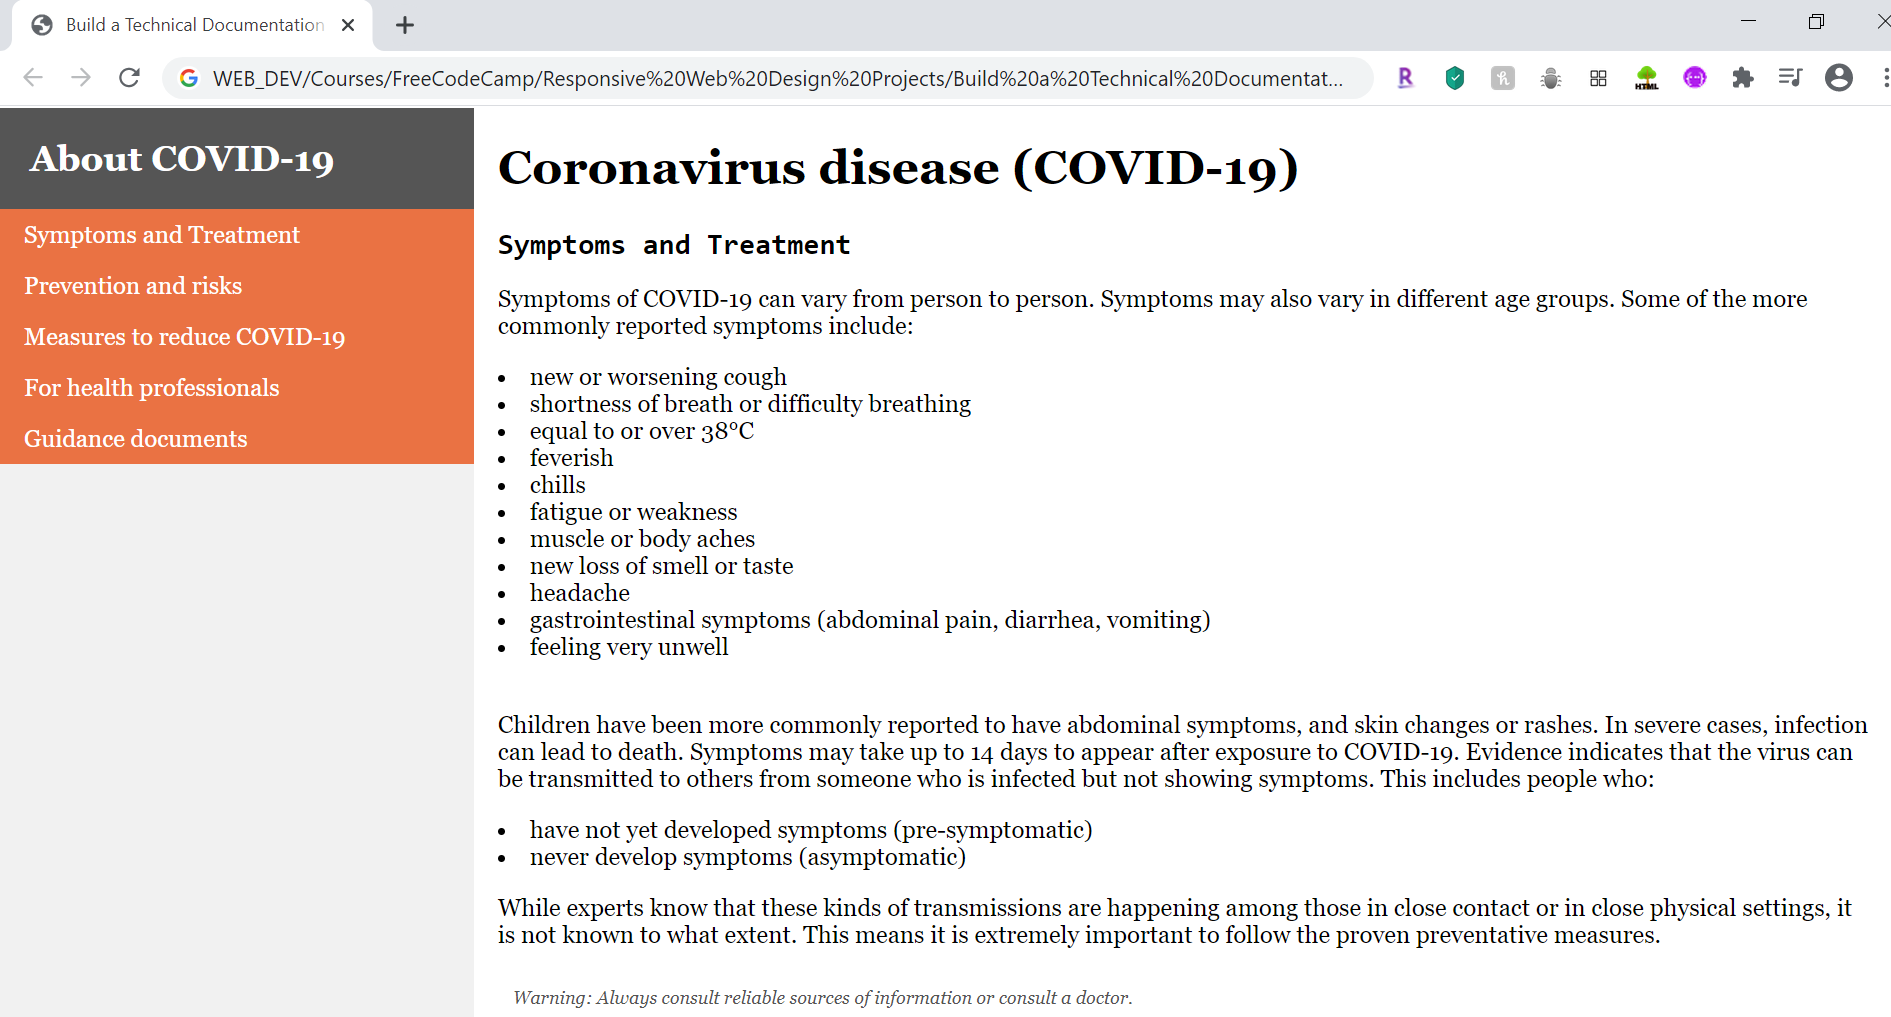 Build a Technical Documentation
WEB_DEV/Courses/FreeCodeCamp/Responsive%20Web%20Design%20Projects/Build%20a%20Technical%20Documentat...
HTML
About COVID-19
Symptoms and Treatment
Prevention and risks
Measures to reduce COVID-19
For health professionals
Guidance documents
Coronavirus disease (COVID-19)
Symptoms and Treatment
Symptoms of COVID-19 can vary from person to person. Symptoms may also vary in different age groups. Some of the more
commonly reported symptoms include:
• new or worsening cough
• shortness of breath or difficulty breathing
• equal to or over 38°C
• feverish
• chills
• fatigue or weakness
• muscle or body aches
• new loss of smell or taste
• headache
• gastrointestinal symptoms (abdominal pain, diarrhea, vomiting)
• feeling very unwell
Children have been more commonly reported to have abdominal symptoms, and skin changes or rashes. In severe cases, infection
can lead to death. Symptoms may take up to 14 days to appear after exposure to COVID-19. Evidence indicates that the virus can
be transmitted to others from someone who is infected but not showing symptoms. This includes people who:
• have not yet developed symptoms (pre-symptomatic)
• never develop symptoms (asymptomatic)
While experts know that these kinds of transmissions are happening among those in close contact or in close physical settings, it
is not known to what extent. This means it is extremely important to follow the proven preventative measures.
Warning: Always consult reliable sources of information or consult a doctor.